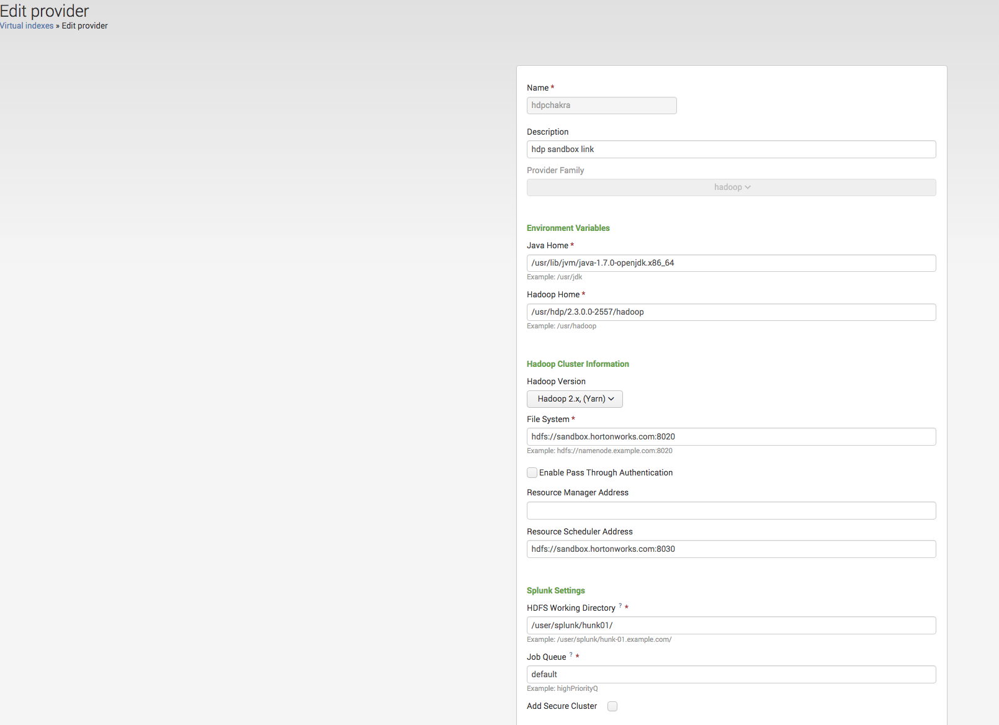 Edit provider
Virtual indexes » Edit provider
Name *
hdpchakra
Description
hdp sandbox link
Provider Family
hadoop
Environment Variables
Java Home *
/usr/lib/jvm/java-1.7.0-openjdk.x86_64
Example: /usr/jdk
Hadoop Home *
/usr/hdp/2.3.0.0-2557/hadoop
Example: /usr/hadoop
Hadoop Cluster Information
Hadoop Version
Hadoop 2.x, (Yarn)
File System *
hdfs://sandbox.hortonworks.com:8020
Example: hdfs://namenode.example.com:8020
Enable Pass Through Authentication
Resource Manager Address
Resource Scheduler Address
hdfs://sandbox.hortonworks.com:8030
Splunk Settings
HDFS Working Directory ? *
/user/splunk/hunk01/
Example: /user/splunk/hunk-01.example.com/
Job Queue ? *
default
Example: highPriorityQ
Add Secure Cluster